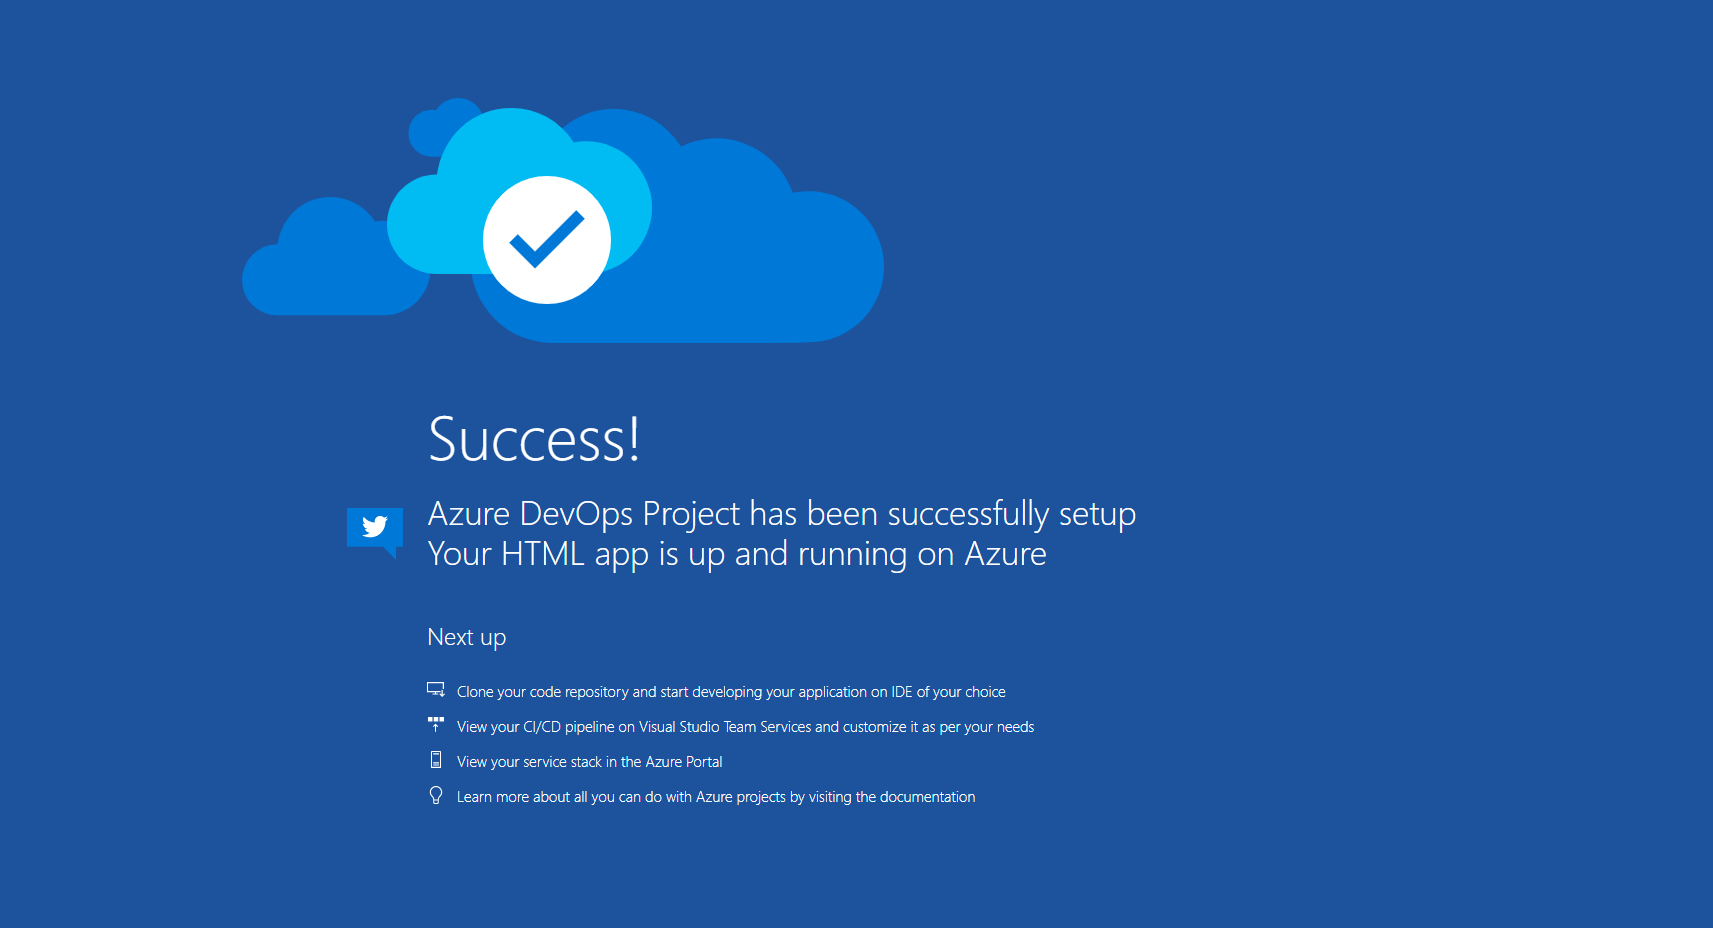 Success!
Azure DevOps Project has been successfully setup
Your HTML app is up and running on Azure
Next up
Clone your code repository and start developing your application on IDE of your choice
View your CI/CD pipeline on Visual Studio Team Services and customize it as per your needs
View your service stack in the Azure Portal
Learn more about all you can do with Azure projects by visiting the documentation